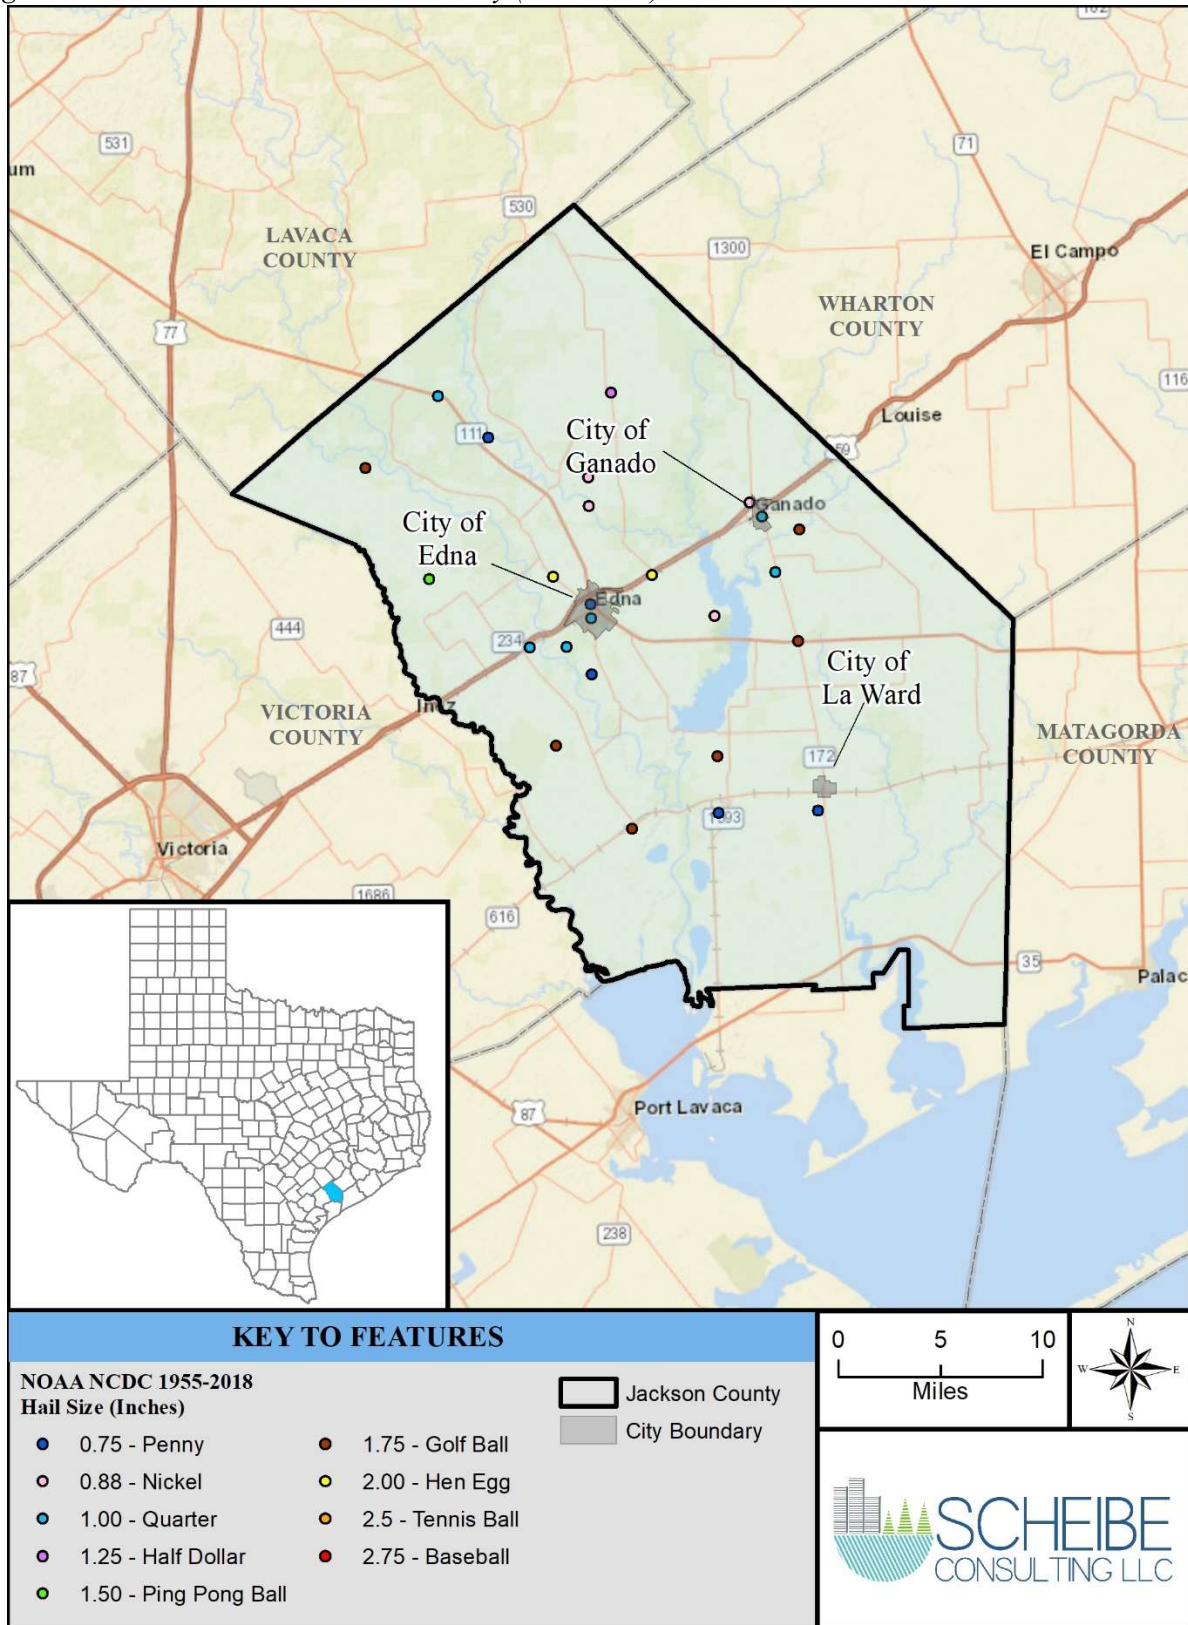 y (
102
531
um
71
530
LAVACA
COUNTY
1300
El Campo
WHARTON
COUNTY
77
116
Louise
111
City of
Ganado
59
Ganado
City of
Edna
Edna
444
234
City of
La Ward
87
Inez
VICTORIA
COUNTY
MATAGORDA
COUNTY
172
1593
Victoria
1686
616
35
Palac
87
Port Lavaca
238
KEY TO FEATURES
NOAA NCDC 1955-2018
Hail Size (Inches)
0.75 - Penny
0.88 - Nickel
1.00 - Quarter
1.25 - Half Dollar
1.50 - Ping Pong Ball
1.75 - Golf Ball
2.00 - Hen Egg
2.5 - Tennis Ball
2.75 - Baseball
Jackson County
City Boundary
0 5 10
Miles
N
W E
S
SCHEIBE
CONSULTING LLC